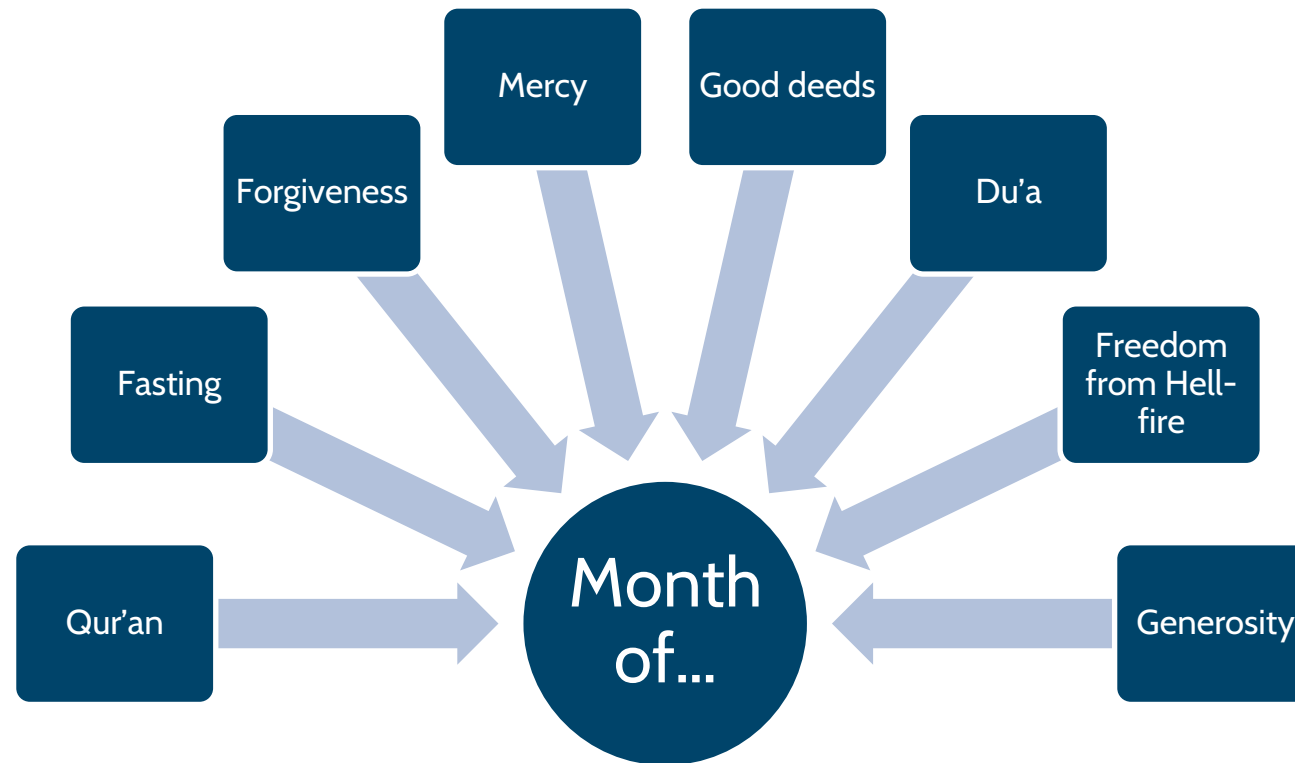 Mercy
Good deeds
Forgiveness
Du’a
Fasting
Freedom
from Hell-
fire
Qur’an
Month
of...
Generosity